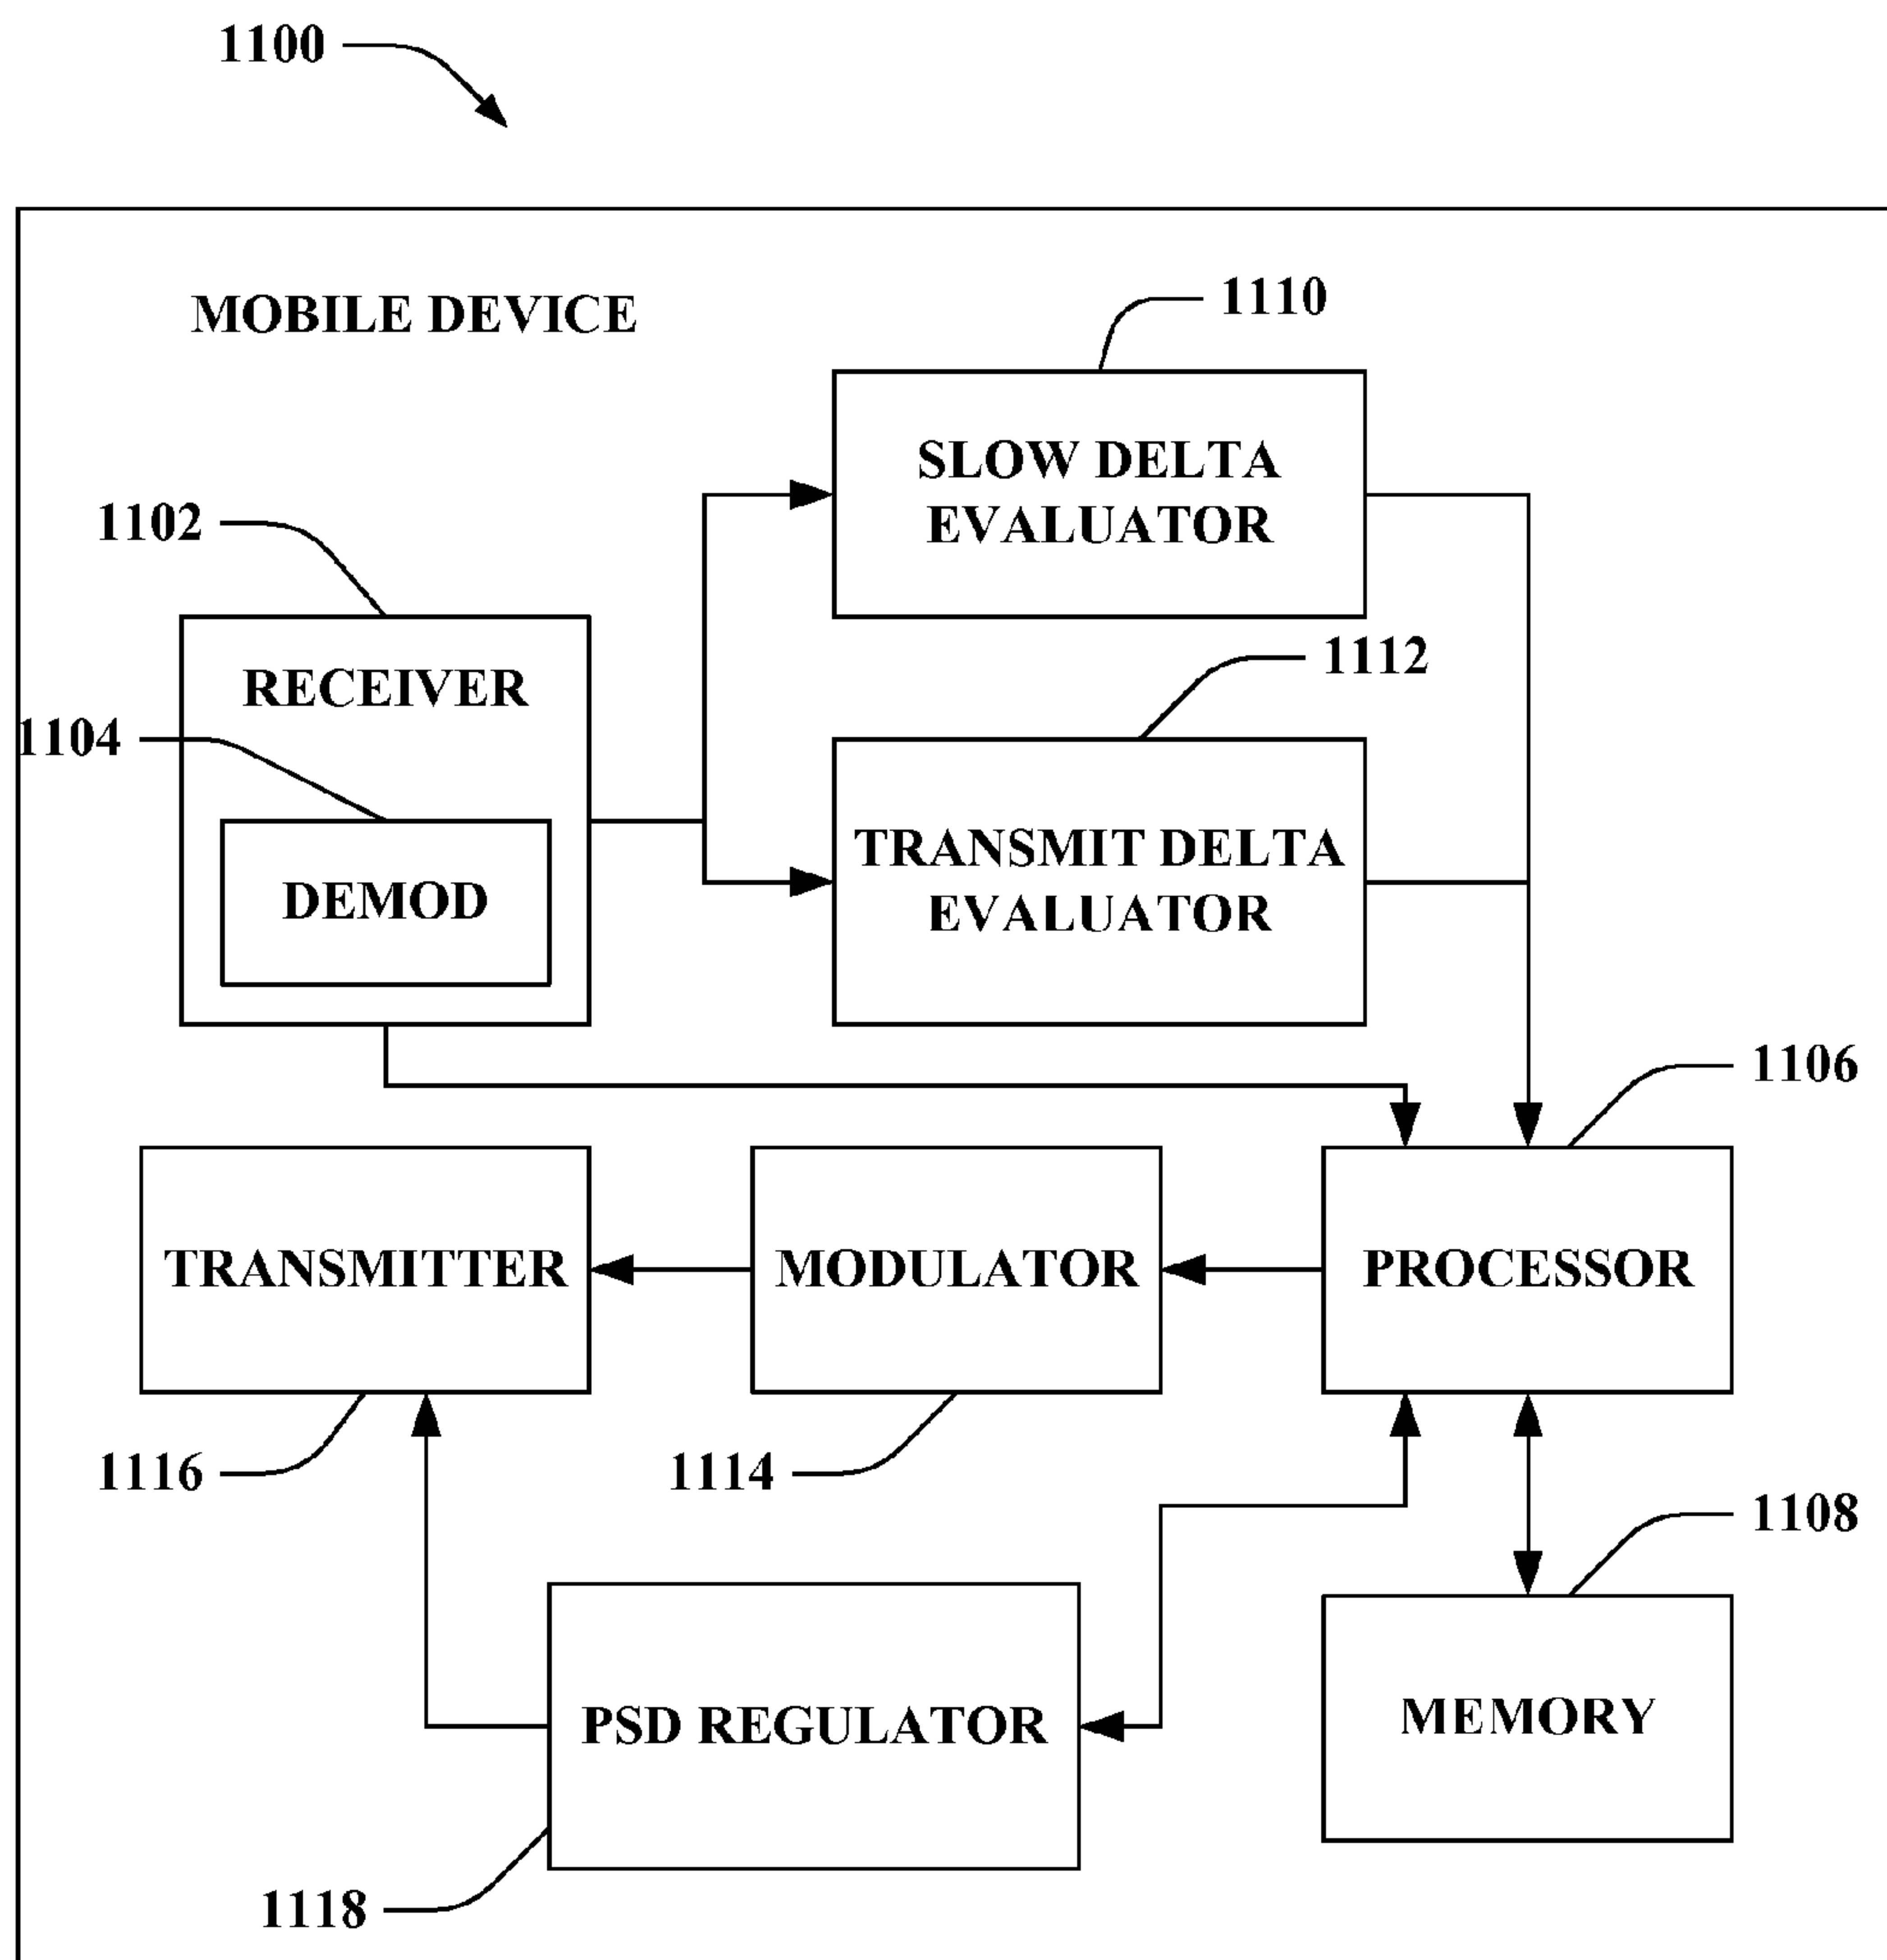 1100
MOBILE DEVICE
1110
SLOW DELTA
EVALUATOR
1102
RECEIVER
1112
1104
DEMOD
TRANSMIT DELTA
EVALUATOR
1106
TRANSMITTER
MODULATOR
PROCESSOR
1116
1114
1108
PSD REGULATOR
MEMORY
1118